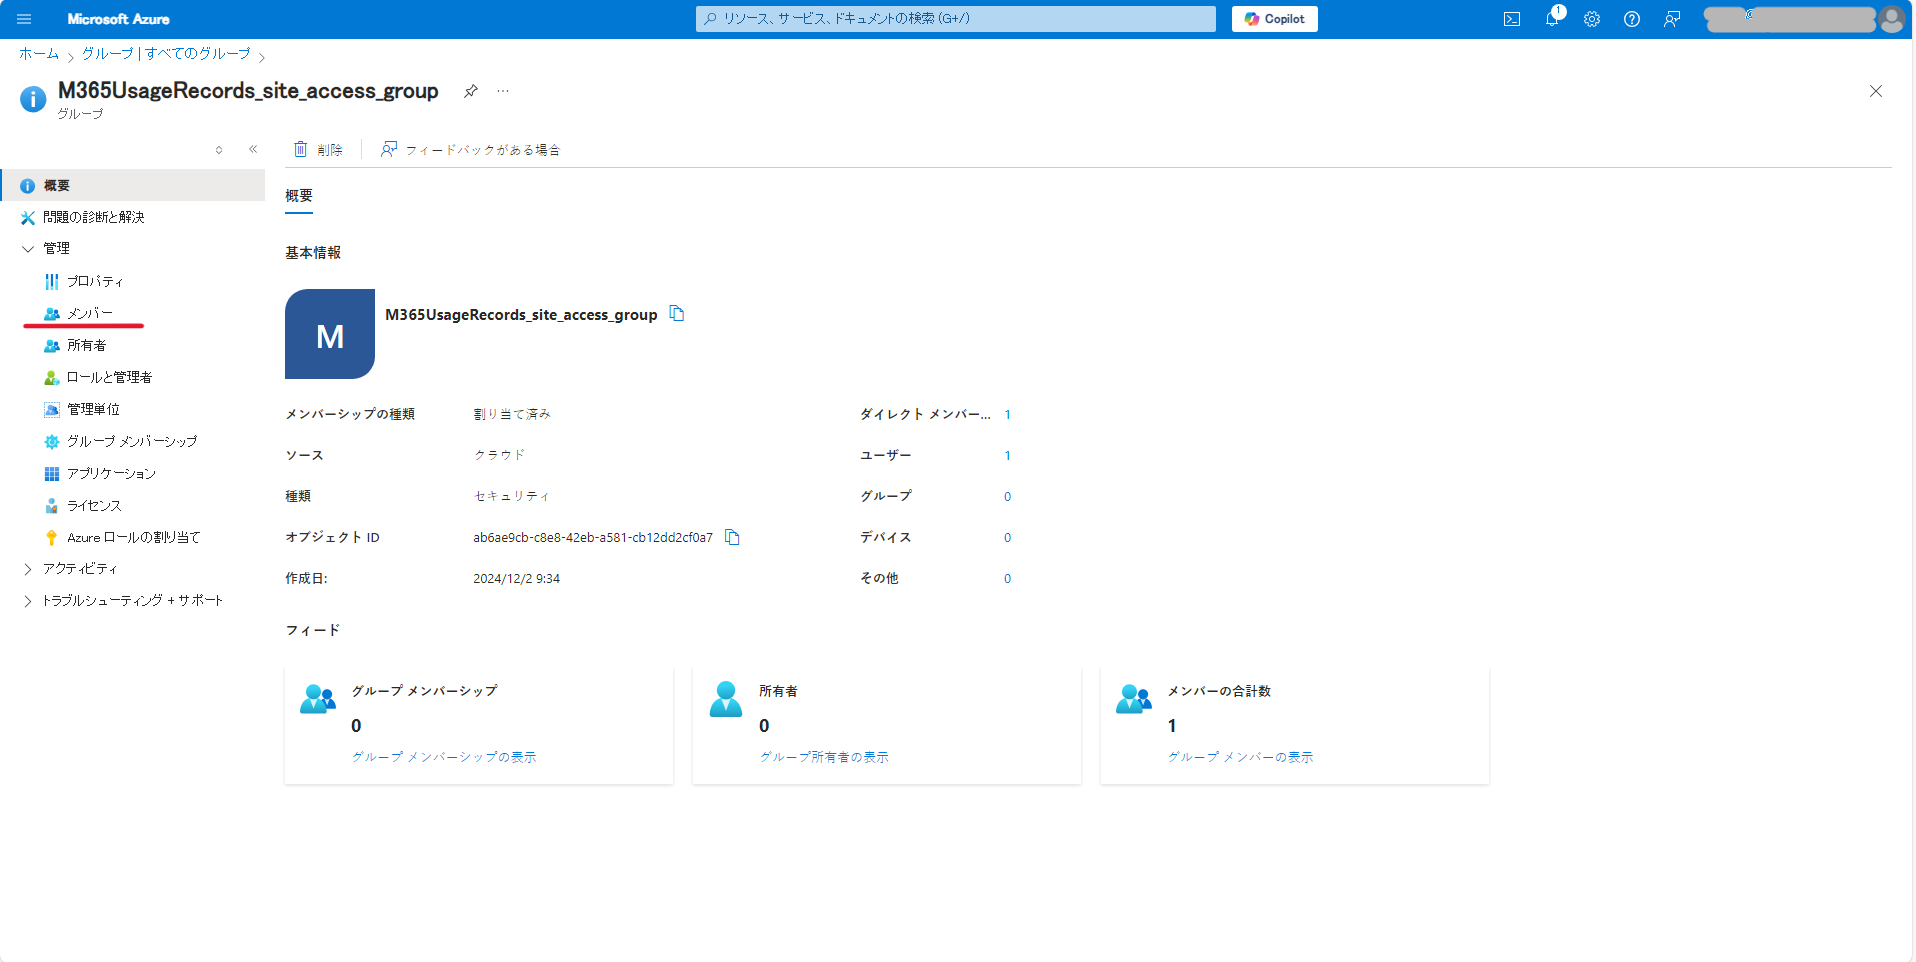 Microsoft Azure
リソース、サービス、ドキュメントの検索 (G+/)
Copilot
1
@
ホーム
グループ | すべてのグループ
M365UsageRecords_site_access_group
グループ
削除
フィードバックがある場合
概要
問題の診断と解決
管理
プロパティ
メンバー
所有者
ロールと管理者
管理単位
グループ メンバーシップ
アプリケーション
ライセンス
Azure ロールの割り当て
アクティビティ
トラブルシューティング + サポート
概要
基本情報
M
M365UsageRecords_site_access_group
メンバーシップの種類 割り当て済み ダイレクト メンバー... 1
ソース クラウド ユーザー 1
種類 セキュリティ グループ 0
オブジェクト ID ab6ae9cb-c8e8-42eb-a581-cb12dd2cf0a7 デバイス 0
作成日: 2024/12/2 9:34 その他 0
フィード
グループ メンバーシップ
0
グループ メンバーシップの表示
所有者
0
グループ所有者の表示
メンバーの合計数
1
グループ メンバーの表示